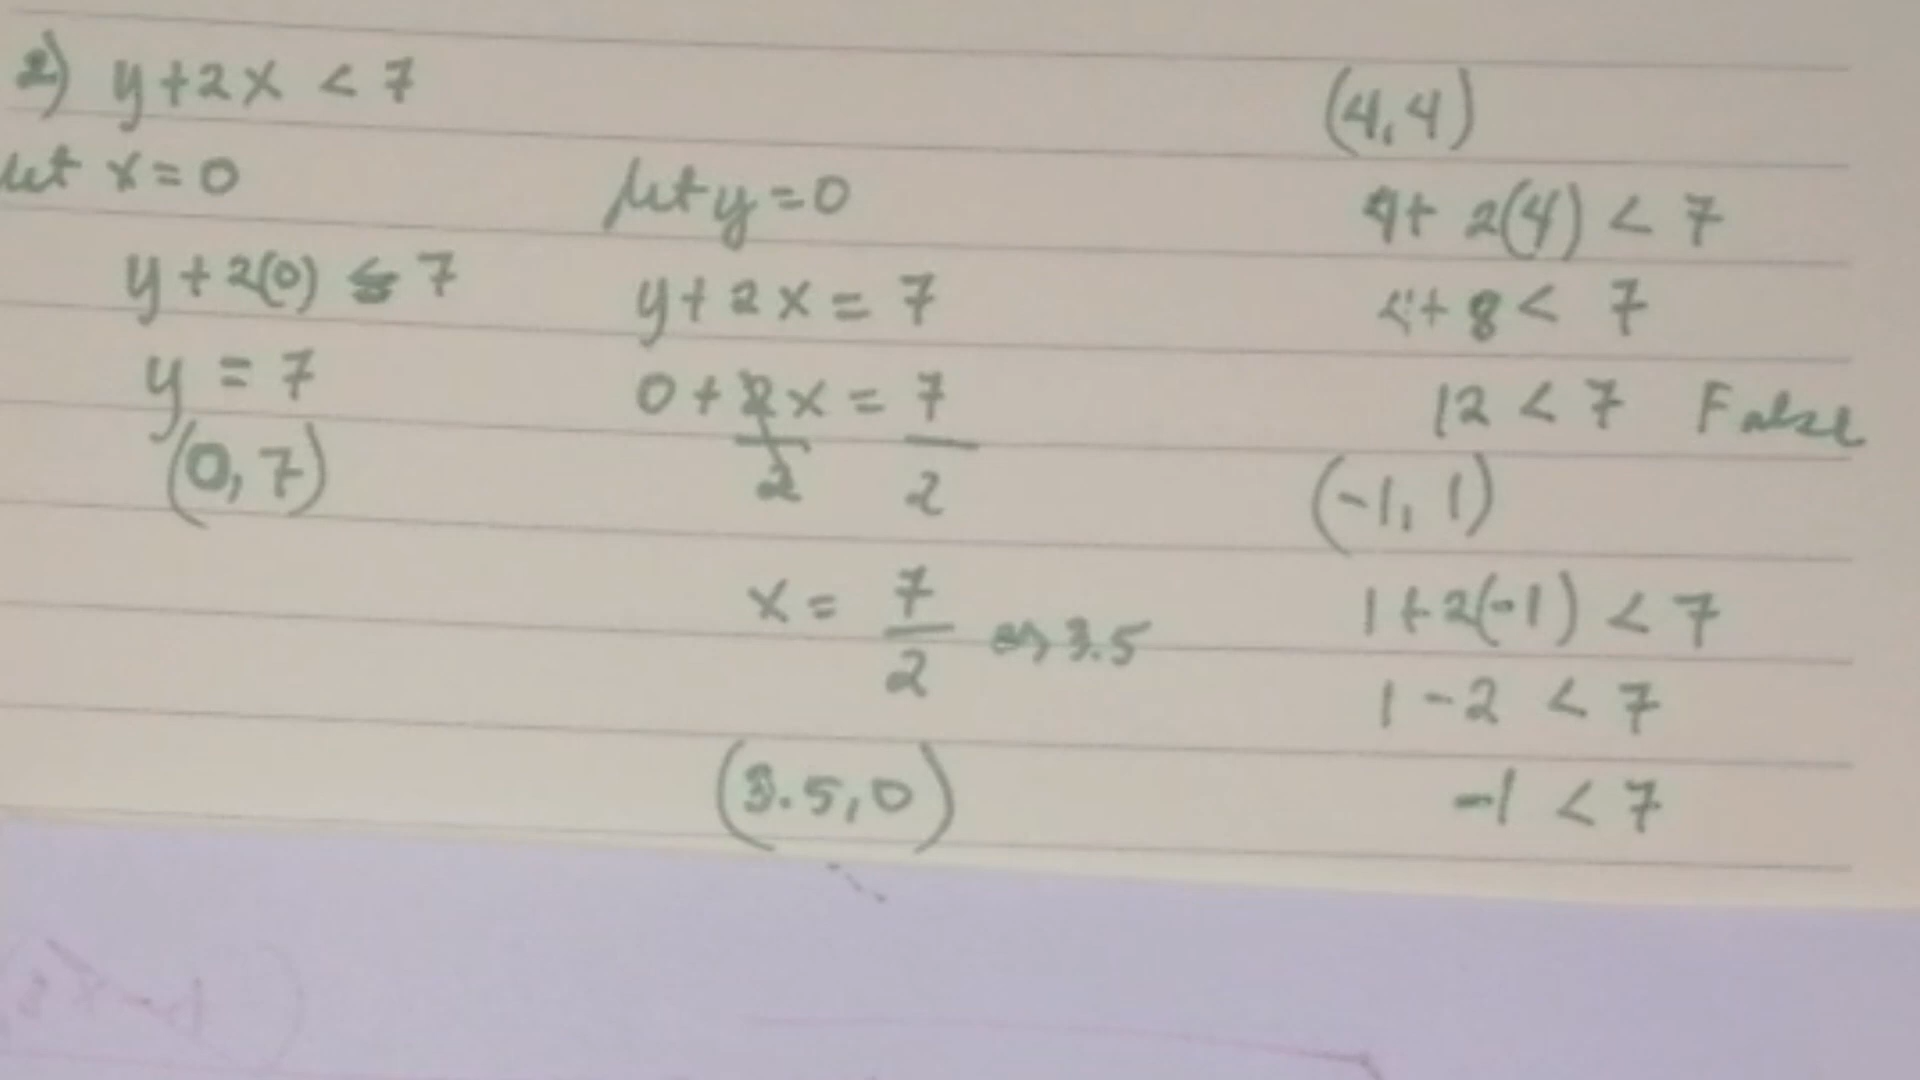 2) y+2x < 7
let x=0
y+2(0) = 7
y = 7
(0,7)
let y=0
y+2x = 7
0+2x = 7
2 2
x = 7
2
or 3.5
(3.5,0)
(4,4)
4+ 2(4) < 7
4+8 < 7
12 < 7 False
(-1, 1)
1+2(-1) < 7
1-2 < 7
-1 < 7